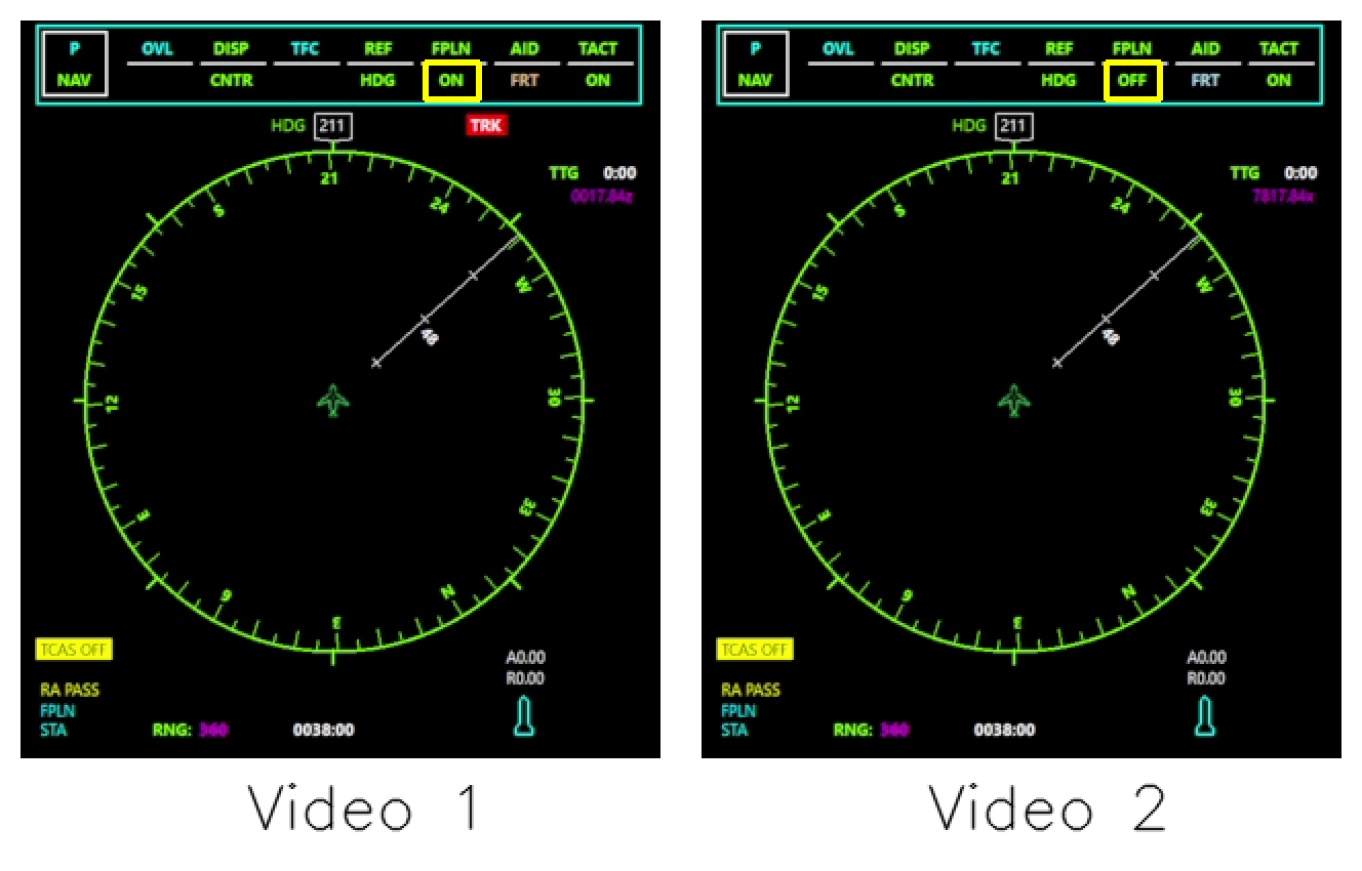 P OVL DISP TFC REF FPLN AID TACT
NAV CNTR HDG ON FRT ON
HDG 211 TRK
TTG 0:00
0017.84z
21
24
S
W
15
48
12
30
E
33
6
N
3
TCAS OFF
A0.00
R0.00
RA PASS
FPLN
STA
RNG: 360 0038:00
Video 1
P OVL DISP TFC REF FPLN AID TACT
NAV CNTR HDG OFF FRT ON
HDG 211
TTG 0:00
7817.84x
21
24
S
W
15
48
12
30
E
33
6
N
3
TCAS OFF
A0.00
R0.00
RA PASS
FPLN
STA
RNG: 360 0038:00
Video 2